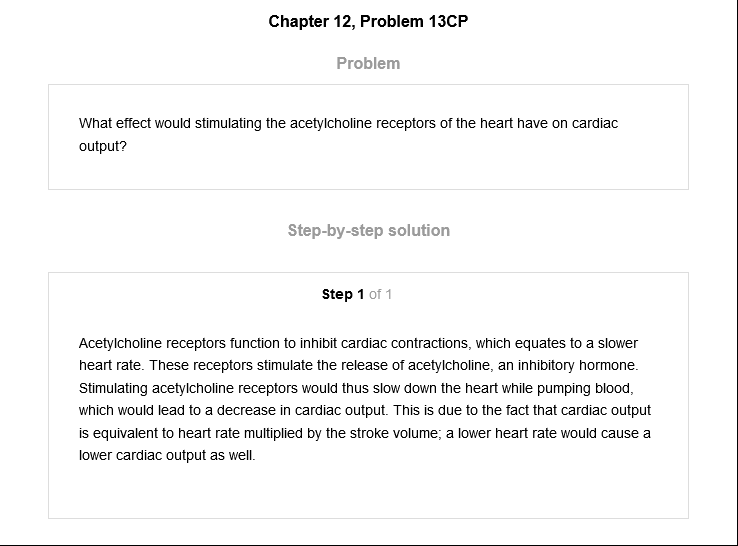 Chapter 12, Problem 13CP
Problem
What effect would stimulating the acetylcholine receptors of the heart have on cardiac
output?
Step-by-step solution
Step 1 of 1
Acetylcholine receptors function to inhibit cardiac contractions, which equates to a slower
heart rate. These receptors stimulate the release of acetylcholine, an inhibitory hormone.
Stimulating acetylcholine receptors would thus slow down the heart while pumping blood,
which would lead to a decrease in cardiac output. This is due to the fact that cardiac output
is equivalent to heart rate multiplied by the stroke volume; a lower heart rate would cause a
lower cardiac output as well.